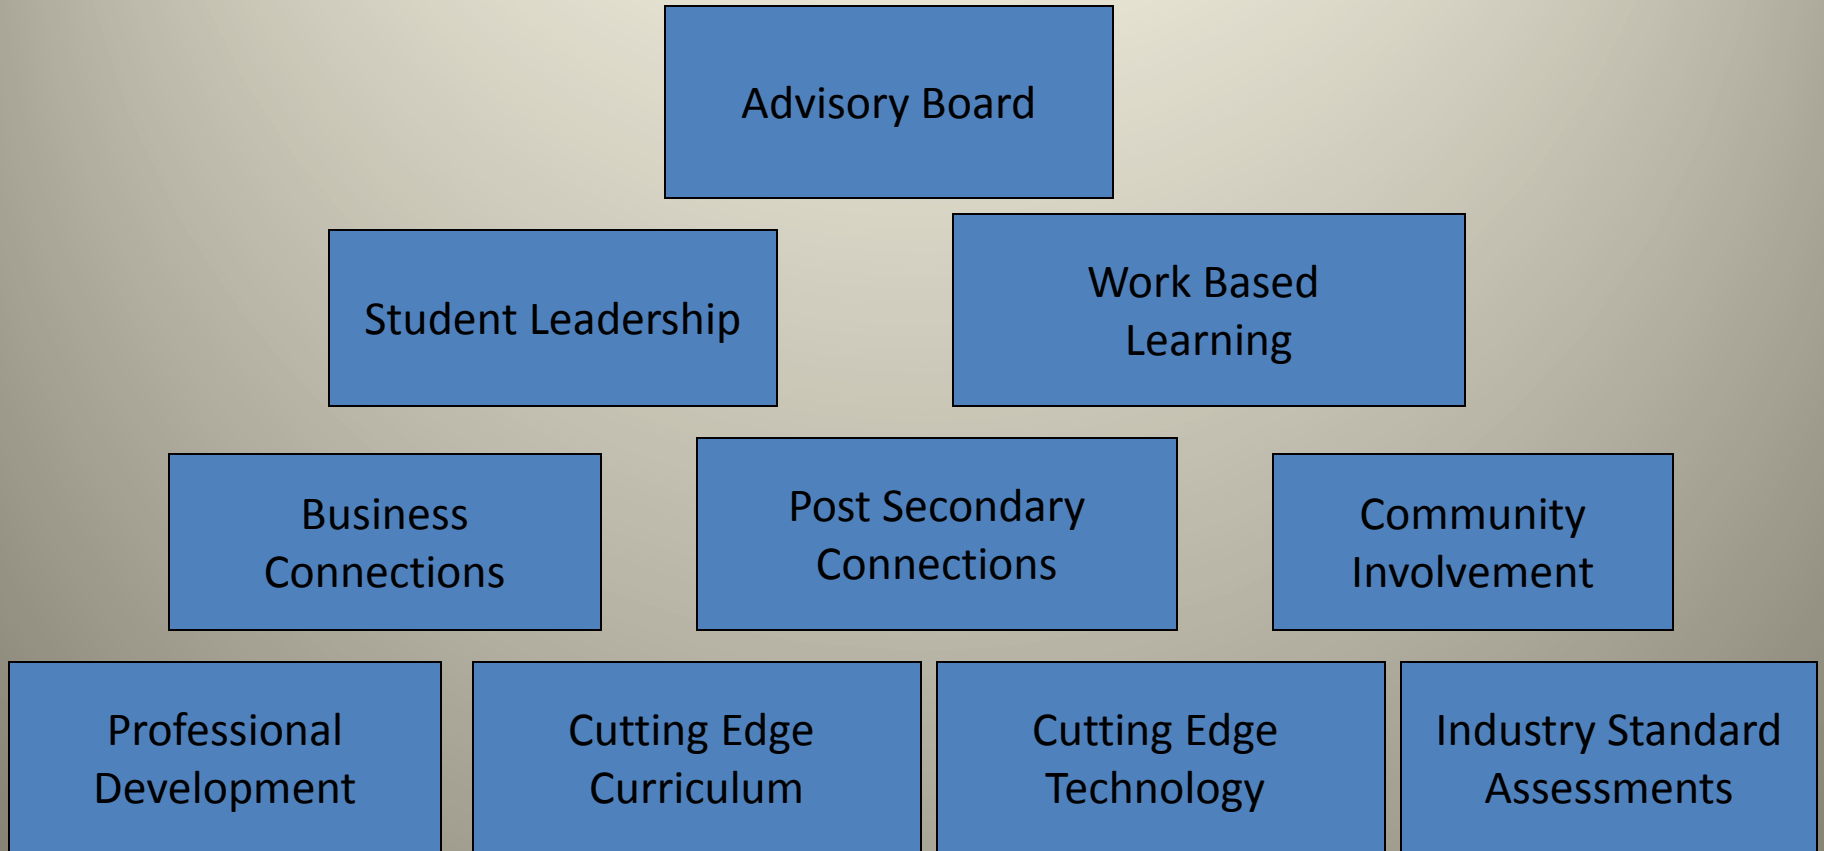 Advisory Board
Student Leadership
Work Based
Learning
Business
Connections
Post Secondary
Connections
Community
Involvement
Professional
Development
Cutting Edge
Curriculum
Cutting Edge
Technology
Industry Standard
Assessments